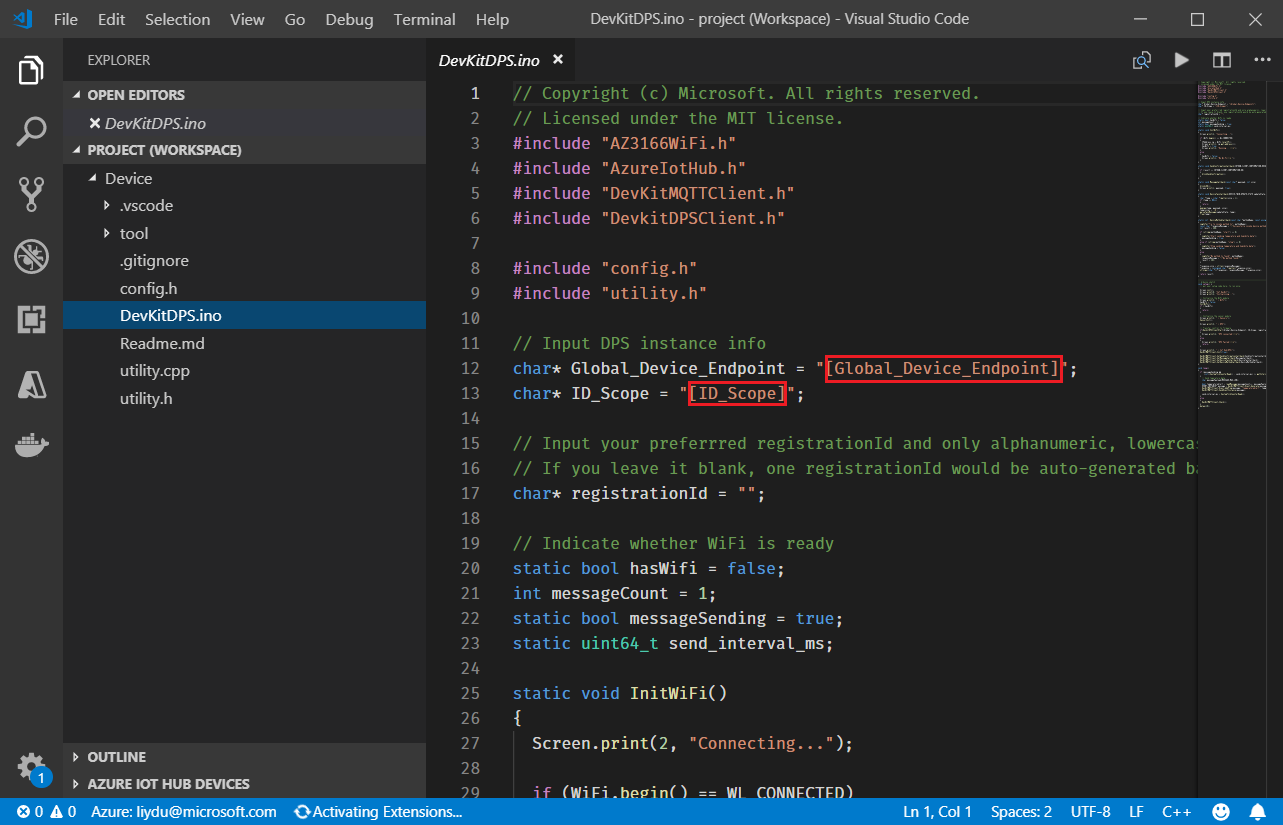 File Edit Selection View Go Debug Terminal Help DevKitDPS.ino - project (Workspace) - Visual Studio Code
EXPLORER
OPEN EDITORS
DevKitDPS.ino
PROJECT (WORKSPACE)
Device
.vscode
tool
.gitignore
config.h
DevKitDPS.ino
Readme.md
utility.cpp
utility.h
OUTLINE
AZURE IOT HUB DEVICES
1
DevKitDPS.ino
1 // Copyright (c) Microsoft. All rights reserved.
2 // Licensed under the MIT license.
3 #include "AZ3166WiFi.h"
4 #include "AzureIotHub.h"
5 #include "DevKitMQTTClient.h"
6 #include "DevkitDPSClient.h"
7
8 #include "config.h"
9 #include "utility.h"
10
11 // Input DPS instance info
12 char* Global_Device_Endpoint = "[Global_Device_Endpoint]";
13 char* ID_Scope = "[ID_Scope]";
14
15 // Input your preferrred registrationId and only alphanumeric, lowerca
16 // If you leave it blank, one registrationId would be auto-generated ba
17 char* registrationId = "";
18
19 // Indicate whether WiFi is ready
20 static bool hasWifi = false;
21 int messageCount = 1;
22 static bool messageSending = true;
23 static uint64_t send_interval_ms;
24
25 static void InitWiFi()
26 {
27 Screen.print(2, "Connecting...");
28
29 if (WiFi.begin() == WL_CONNECTED)
0 0 Azure: liydu@microsoft.com Activating Extensions... Ln 1, Col 1 Spaces: 2 UTF-8 LF C++